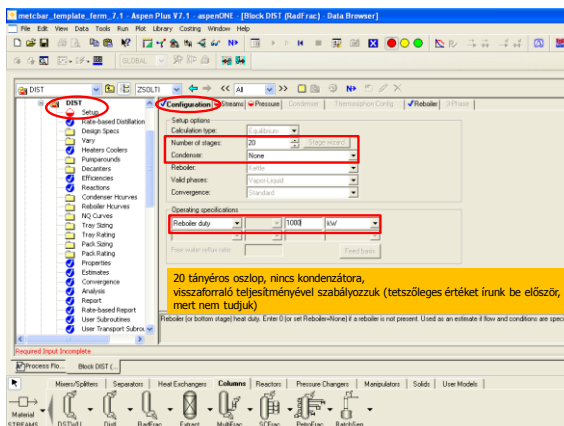 metcbar_template_ferm_7.1 - Aspen Plus V7.1 - aspenONE - [Block DIST (RadFrac) - Data Browser]
File Edit View Data Tools Run Plot Library Costing Window Help
GLOBAL
DIST
ZSOLTI
All
N>
DIST
Setup
Rate-based Distillation
Design Specs
Vary
Heaters Coolers
Pumparounds
Decanters
Efficiencies
Reactions
Condenser Hcurves
Reboiler Hcurves
NQ Curves
Tray Sizing
Tray Rating
Pack Sizing
Pack Rating
Properties
Estimates
Convergence
Analysis
Report
Rate-based Report
User Subroutines
User Transport Subrou
Configuration Streams Pressure Condenser Thermosiphon Config. Reboiler 3-Phase
Setup options
Calculation type: Equilibrium
Number of stages: 20 Stage wizard
Condenser: None
Reboiler: Kettle
Valid phases: Vapor-Liquid
Convergence: Standard
Operating specifications
Reboiler duty 1000 kW
Free water reflux ratio: Feed basis
20 tányéros oszlop, nincs kondenzátora,
visszaforraló teljesítményével szabályozzuk (tetszőleges értéket írunk be először,
mert nem tudjuk)
Reboiler (or bottom stage) heat duty. Enter 0 (or set Reboiler=None) if a reboiler is not present. Used as an estimate if flow and conditions are speci
Required Input Incomplete
Process Flo... Block DIST (...
Mixers/Splitters Separators Heat Exchangers Columns Reactors Pressure Changers Manipulators Solids User Models
Material
STREAMS DSTWU Distl RadFrac Extract MultiFrac SCFrac PetroFrac BatchSep